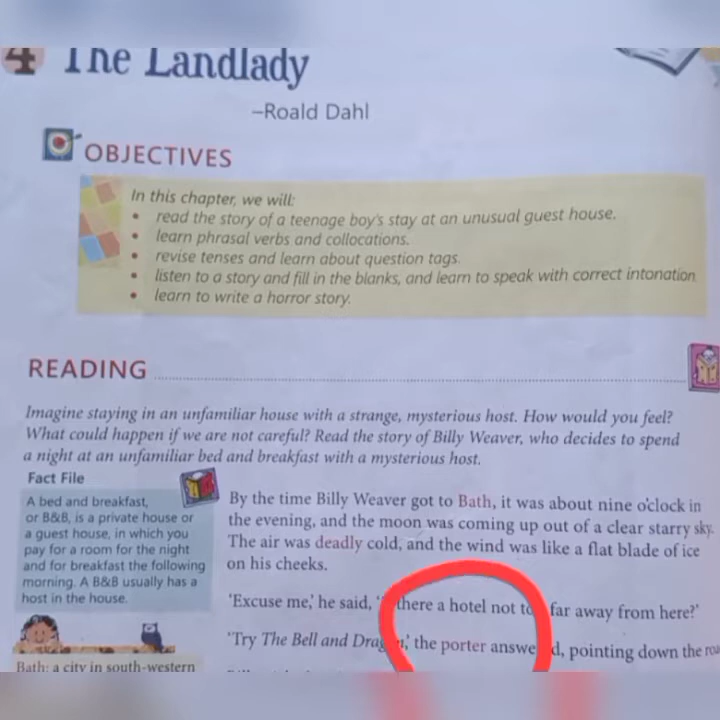 4 The Landlady
–Roald Dahl
OBJECTIVES
In this chapter, we will:
• read the story of a teenage boy's stay at an unusual guest house.
• learn phrasal verbs and collocations.
• revise tenses and learn about question tags.
• listen to a story and fill in the blanks, and learn to speak with correct intonation
• learn to write a horror story.
READING
Imagine staying in an unfamiliar house with a strange, mysterious host. How would you feel?
What could happen if we are not careful? Read the story of Billy Weaver, who decides to spend
a night at an unfamiliar bed and breakfast with a mysterious host.
Fact File
A bed and breakfast,
or B&B, is a private house or
a guest house, in which you
pay for a room for the night
and for breakfast the following
morning. A B&B usually has a
host in the house.
Bath: a city in south-western
By the time Billy Weaver got to Bath, it was about nine o'clock in
the evening, and the moon was coming up out of a clear starry sky.
The air was deadly cold, and the wind was like a flat blade of ice
on his cheeks.
'Excuse me,' he said, there a hotel not far away from here?'
'Try The Bell and the porter pointing down the